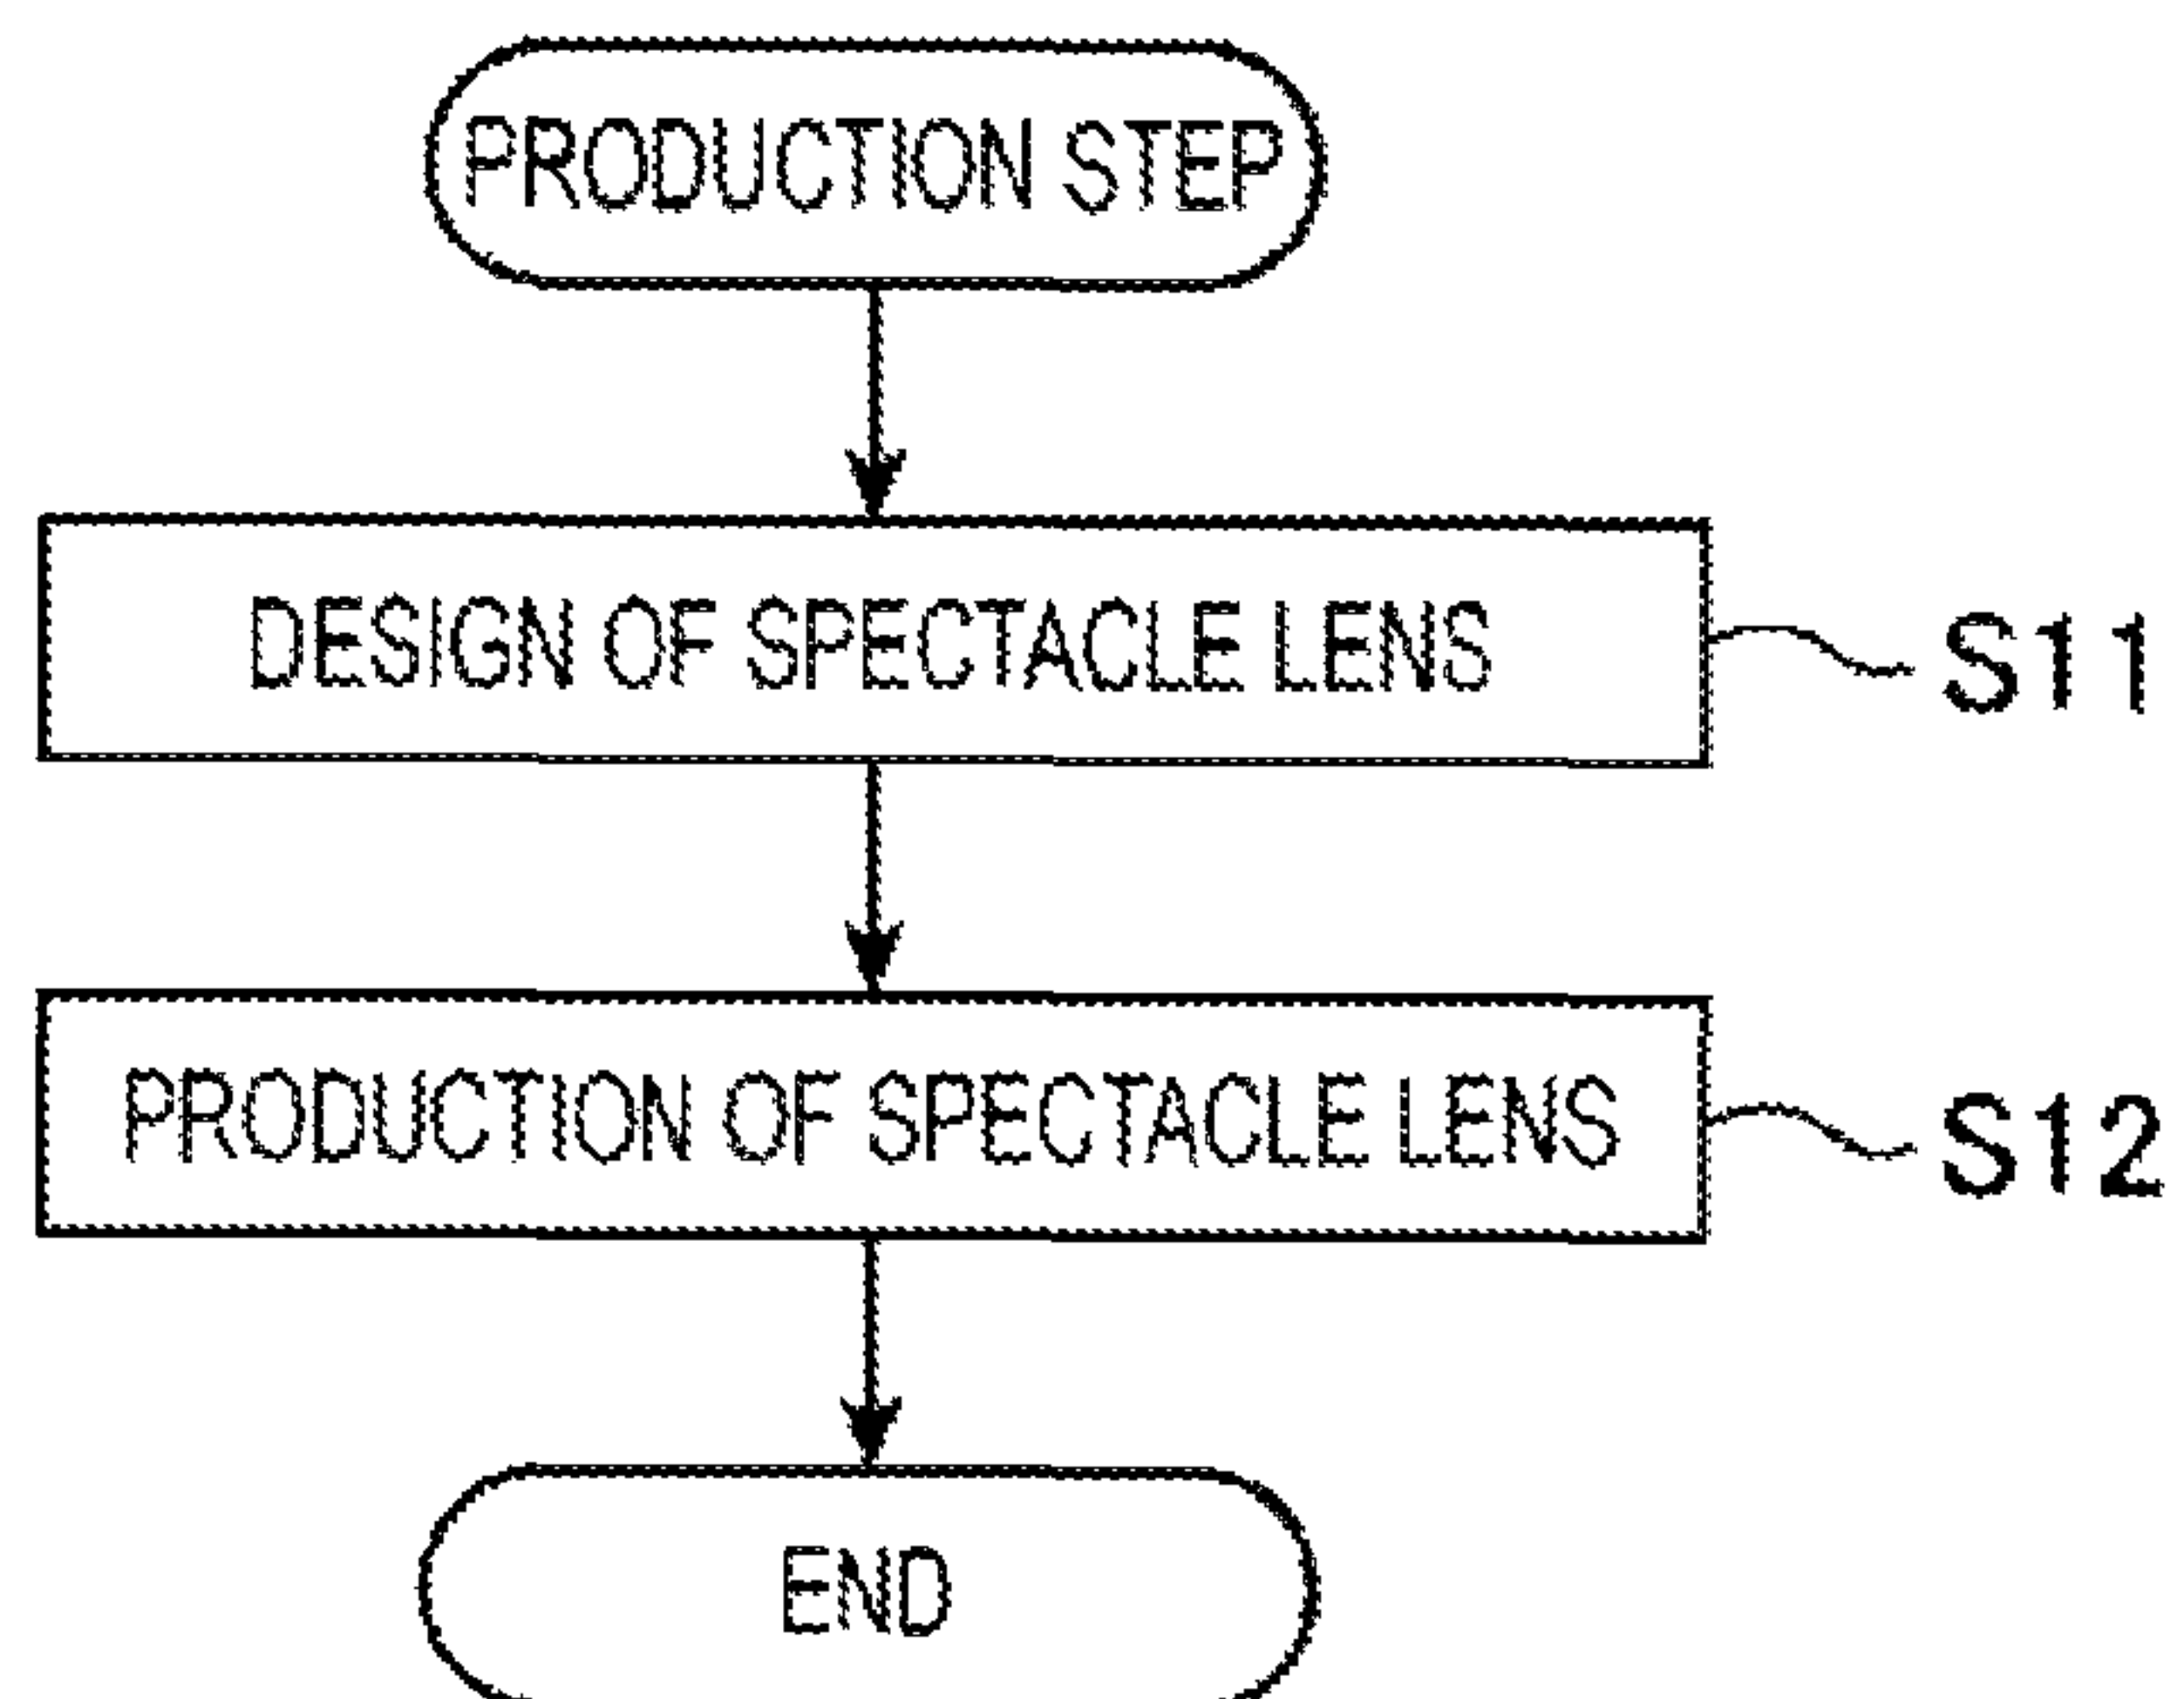 PRODUCTION STEP
DESIGN OF SPECTACLE LENS
S11
PRODUCTION OF SPECTACLE LENS
S12
END